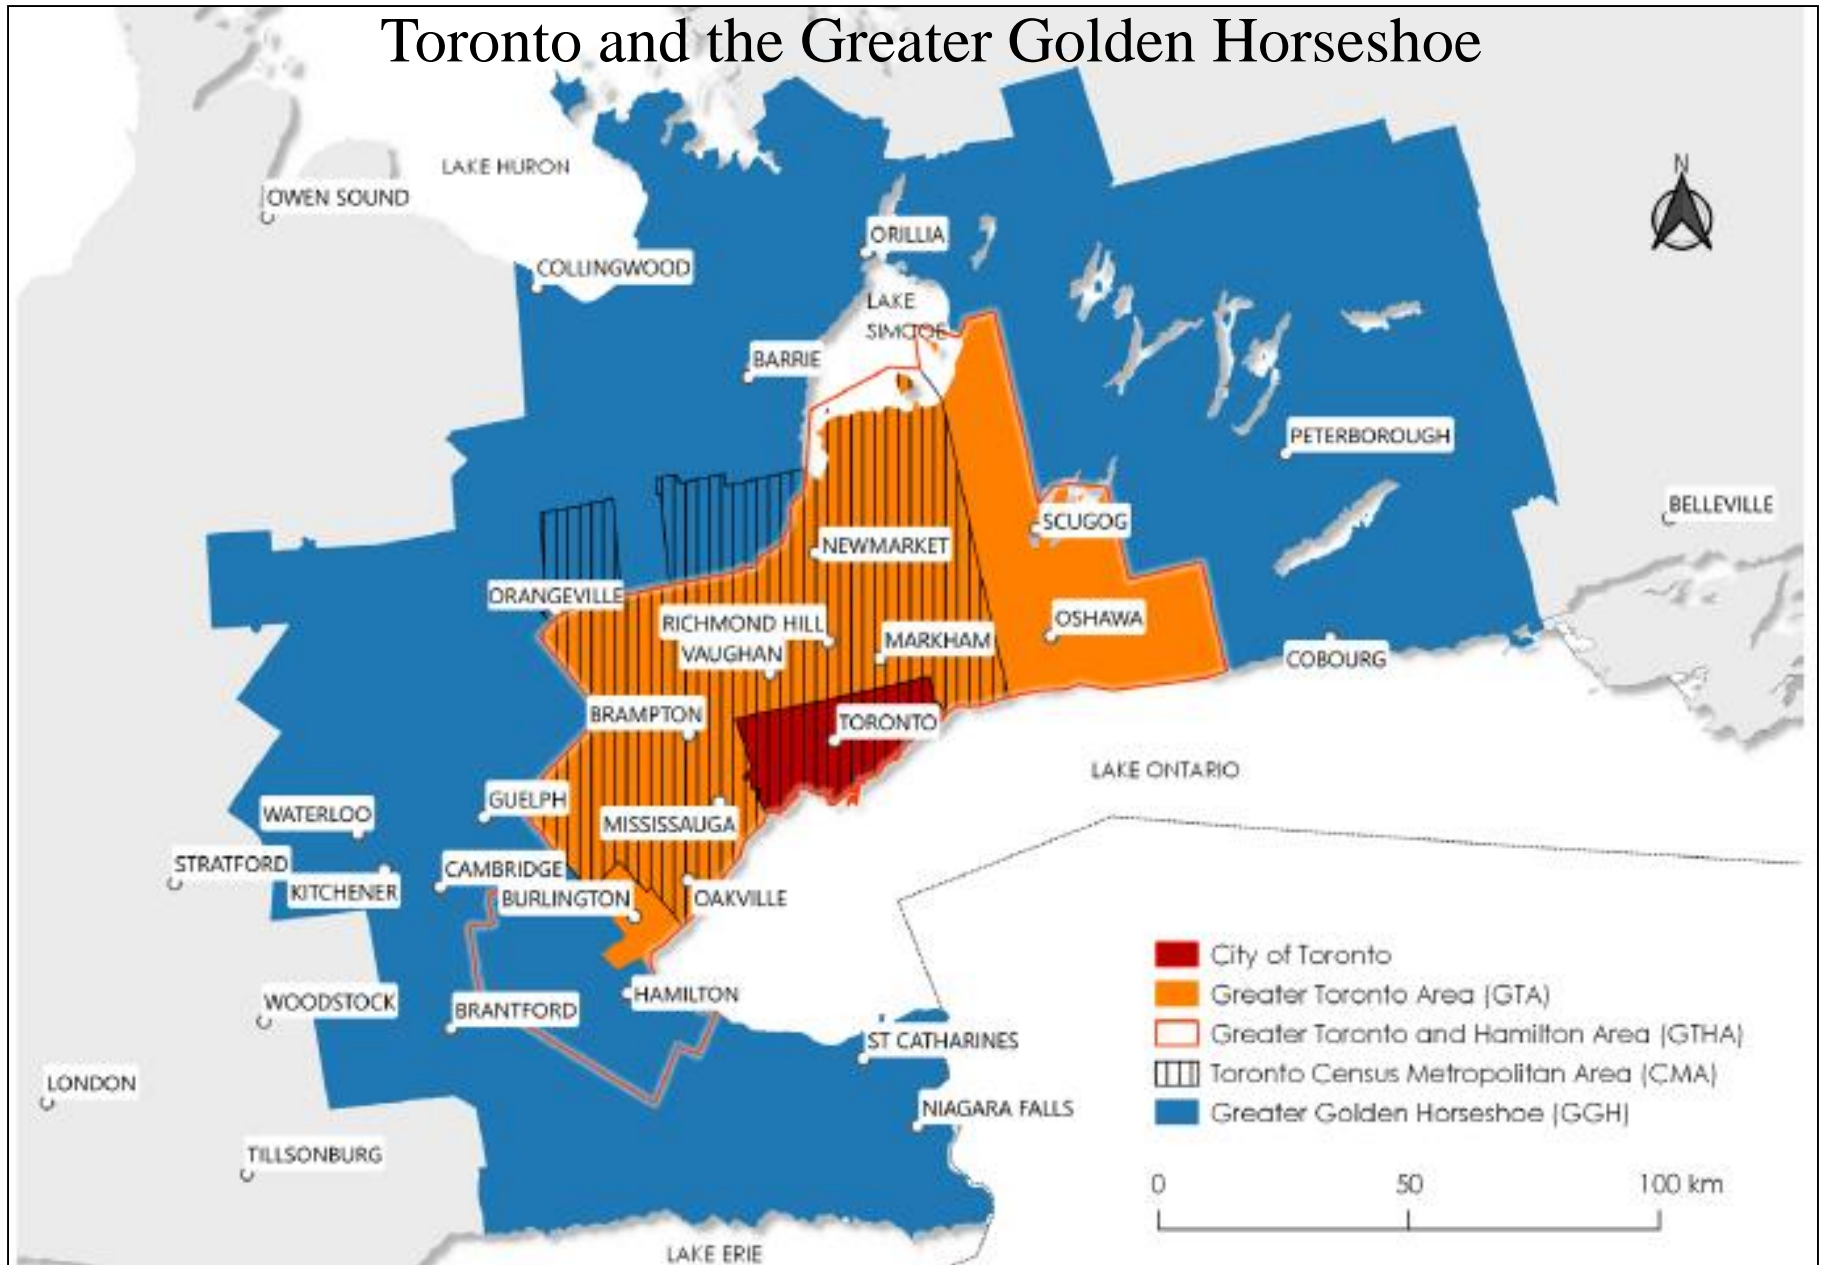 Toronto and the Greater Golden Horseshoe
LAKE HURON
N
OWEN SOUND
ORILLIA
COLLINGWOOD
LAKE
SIMCOE
BARRIE
PETERBOROUGH
BELLEVILLE
SCUGOG
NEWMARKET
ORANGEVILLE
RICHMOND HILL
OSHAWA
MARKHAM
VAUGHAN
COBOURG
BRAMPTON
TORONTO
LAKE ONTARIO
GUELPH
WATERLOO
MISSISSAUGA
STRATFORD
CAMBRIDGE
KITCHENER
BURLINGTON
OAKVILLE
City of Toronto
HAMILTON
Greater Toronto Area (GTA)
WOODSTOCK
BRANTFORD
Greater Toronto and Hamilton Area (GTHA)
ST CATHARINES
Toronto Census Metropolitan Area (CMA)
LONDON
NIAGARA FALLS
Greater Golden Horseshoe (GGH)
TILLSONBURG
0 50 100 km
LAKE ERIE